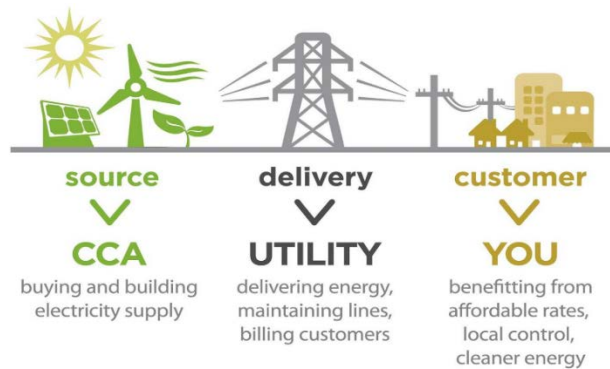 source
CCA
buying and building
electricity supply
delivery
UTILITY
delivering energy,
maintaining lines,
billing customers
customer
YOU
benefitting from
affordable rates,
local control,
cleaner energy